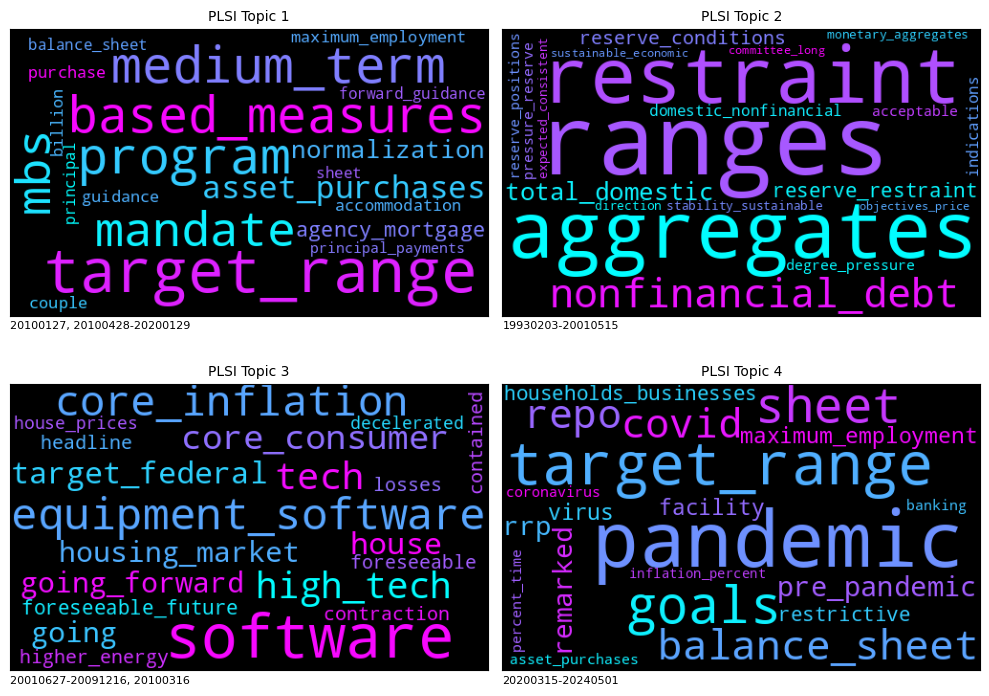 PLSI Topic 1
balance_sheet
maximum_employment
medium_term
purchase
forward_guidance
billion
based_measures
mbs
principal
program
normalization
sheet
asset_purchases
guidance
accommodation
mandate
agency_mortgage
principal_payments
target_range
couple
20100127, 20100428-20200129
PLSI Topic 2
reserve_conditions
monetary_aggregates
sustainable_economic
committee_long
restraint
reserve_positions
pressure_reserve
expected_consistent
domestic_nonfinancial
acceptable
indications
ranges
total_domestic
reserve_restraint
direction
stability_sustainable
objectives_price
aggregates
degree_pressure
nonfinancial_debt
19930203-20010515
PLSI Topic 3
core_inflation
house_prices
decelerated
contained
headline
core_consumer
target_federal
tech
losses
equipment_software
housing_market
house
foreseeable
going_forward
high_tech
foreseeable_future
contraction
going
software
higher_energy
20010627-20091216, 20100316
PLSI Topic 4
households_businesses
sheet
repo
covid
maximum_employment
target_range
coronavirus
banking
rrp
virus
facility
pandemic
percent_time
remarked
inflation_percent
pre_pandemic
goals
restrictive
balance_sheet
asset_purchases
20200315-20240501